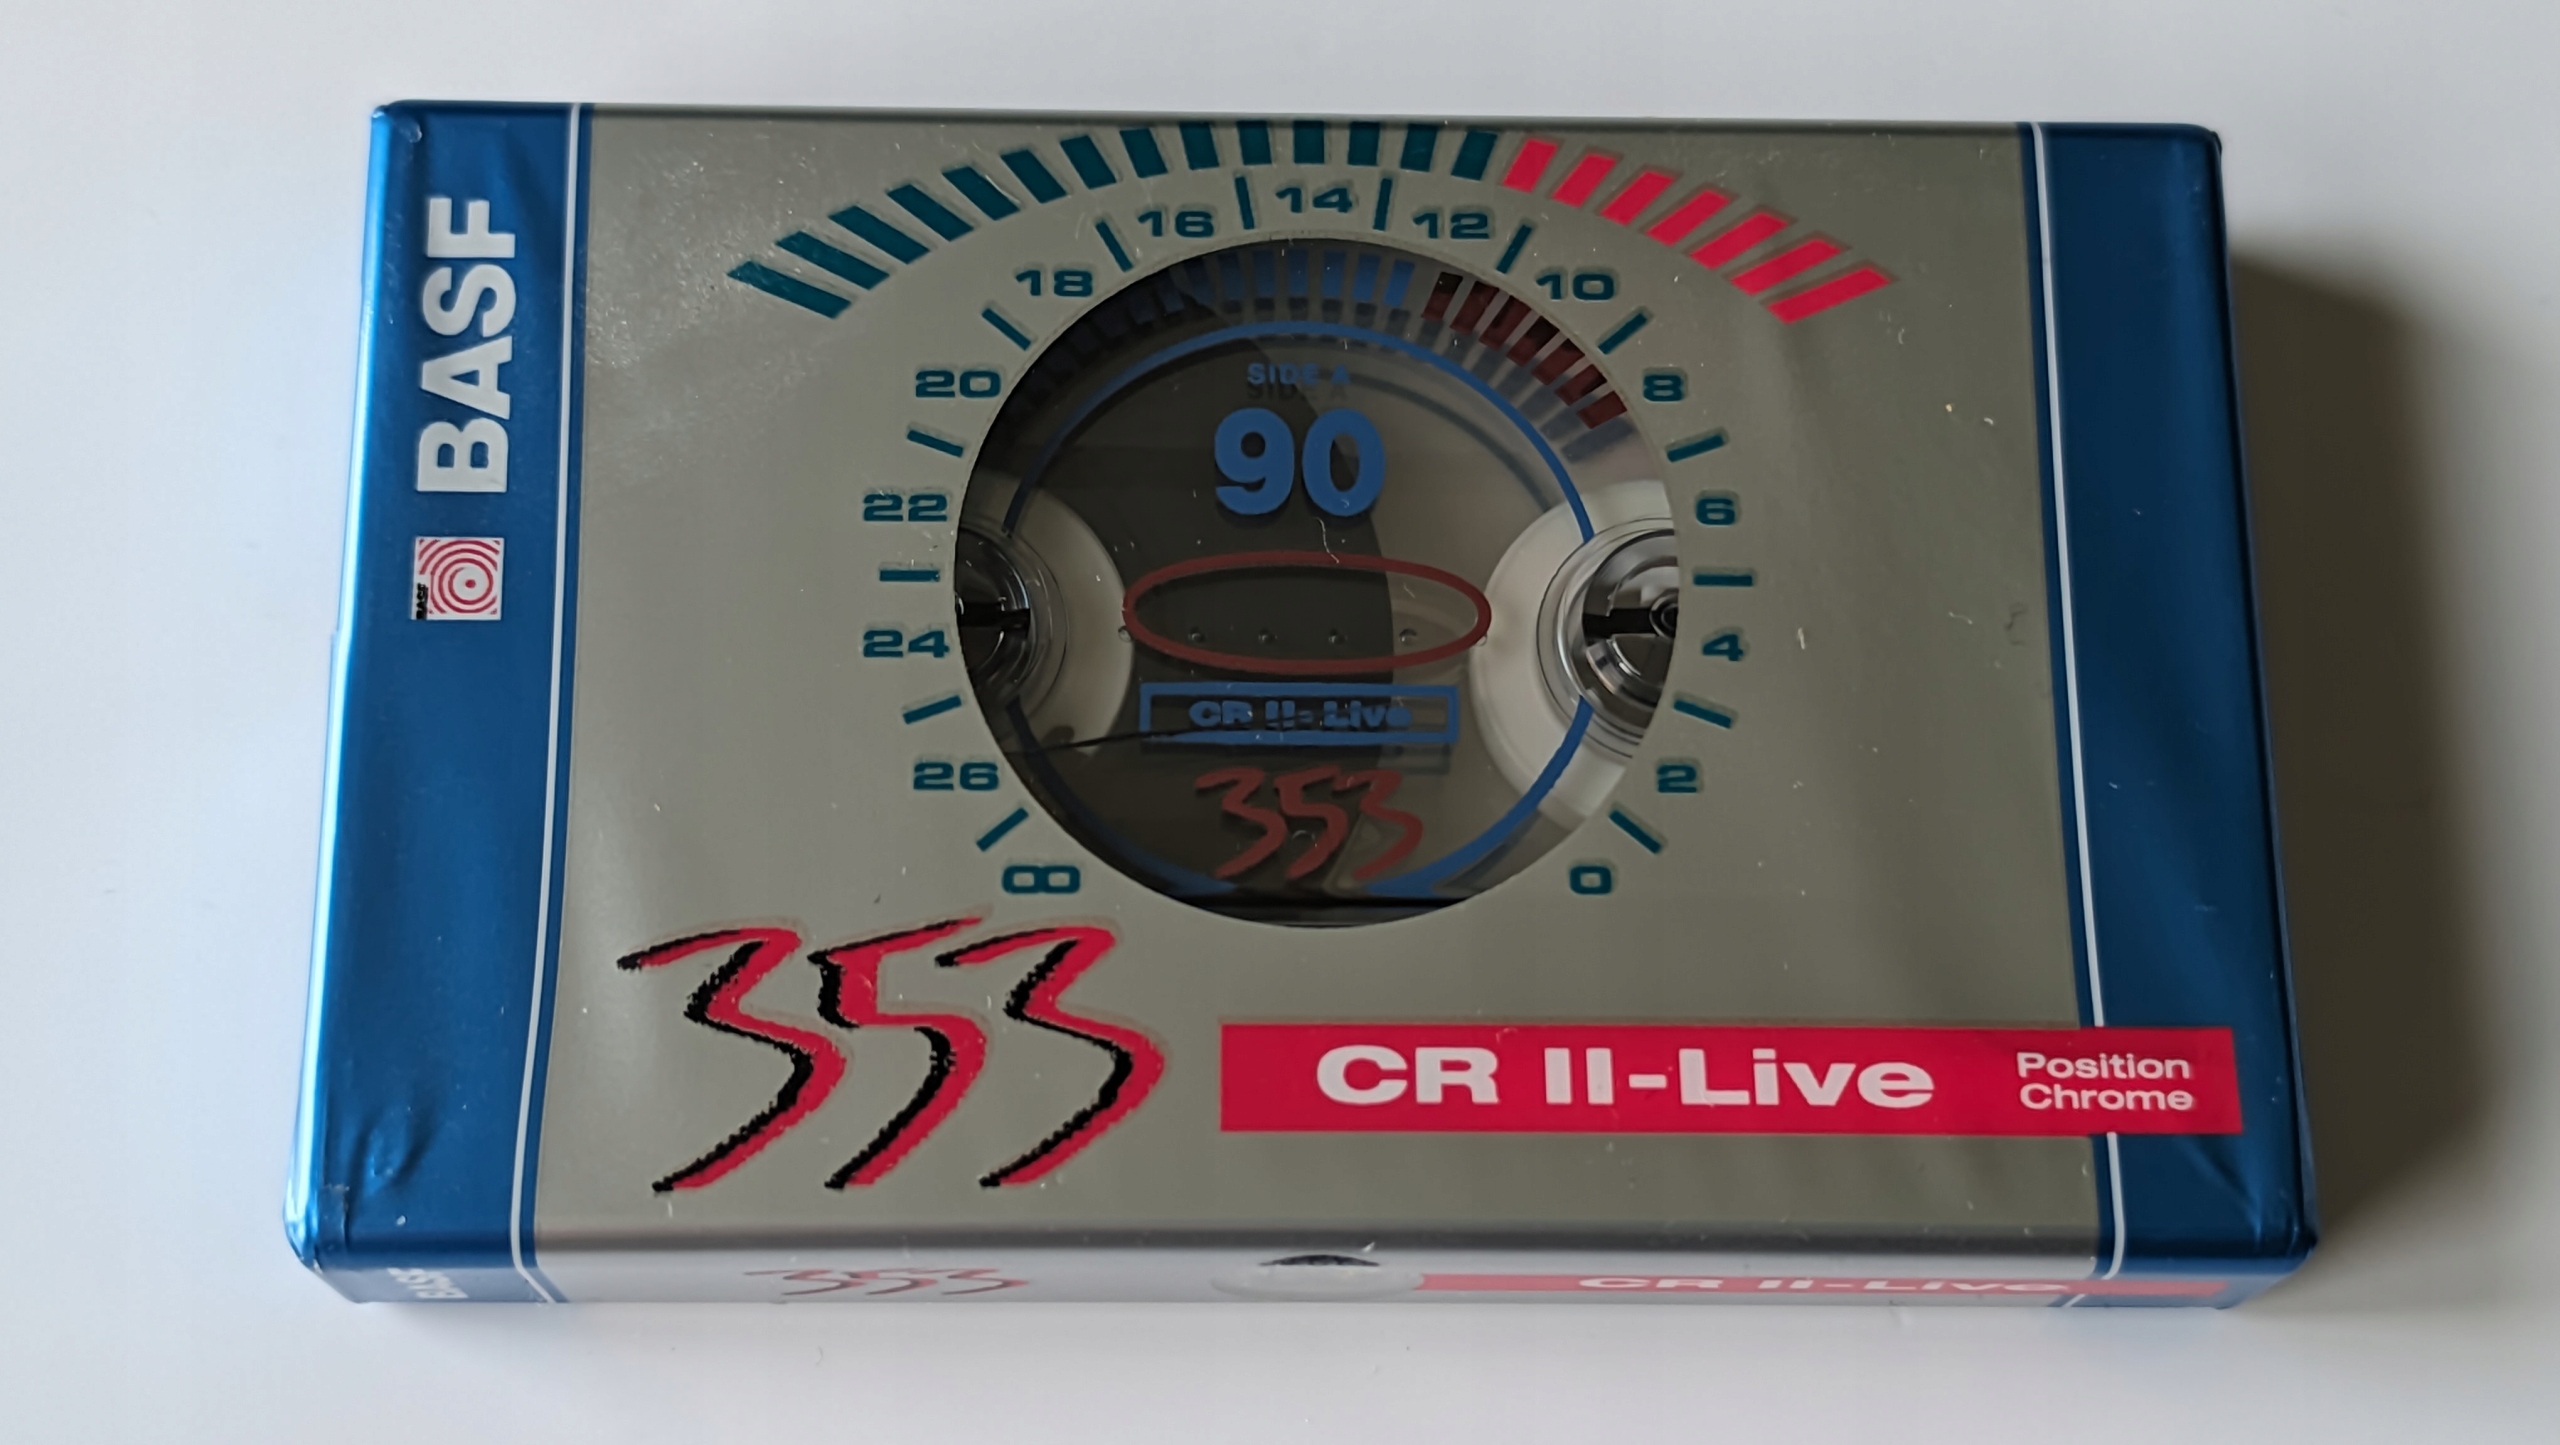 BASF
BASF
16 14 12
18 10
20 8
22 6
24 4
26 2
∞ 0
SIDE A
90
CR II-Live
353
353
CR II-Live
Position
Chrome
BASF
353
CR II-Live